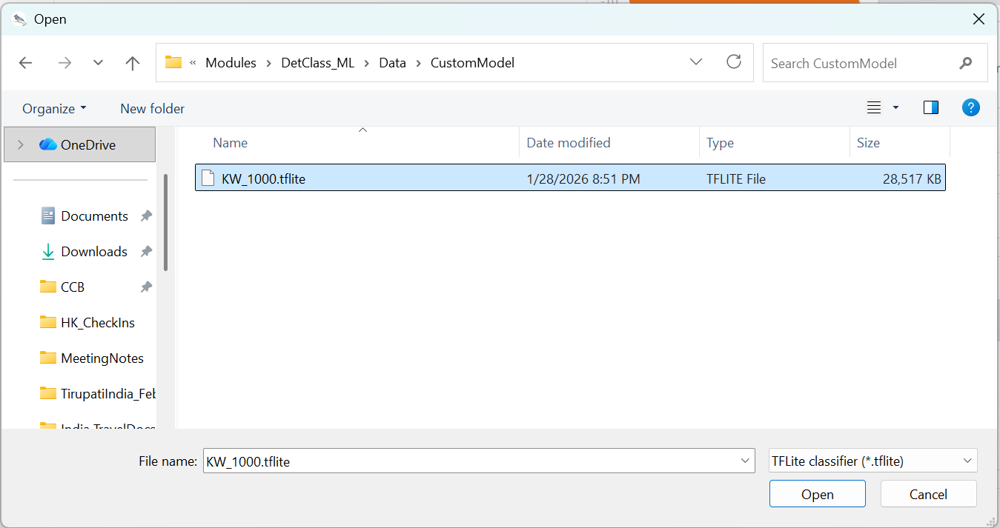 Open
« Modules > DetClass_ML > Data > CustomModel
Search CustomModel
Organize
New folder
?
OneDrive
Documents
Downloads
CCB
HK_CheckIns
MeetingNotes
TirupatiIndia_Feb
India_TravelDocs
Name Date modified Type Size
KW_1000.tflite 1/28/2026 8:51 PM TFLITE File 28,517 KB
File name: KW_1000.tflite
TFLite classifier (*.tflite)
Open Cancel